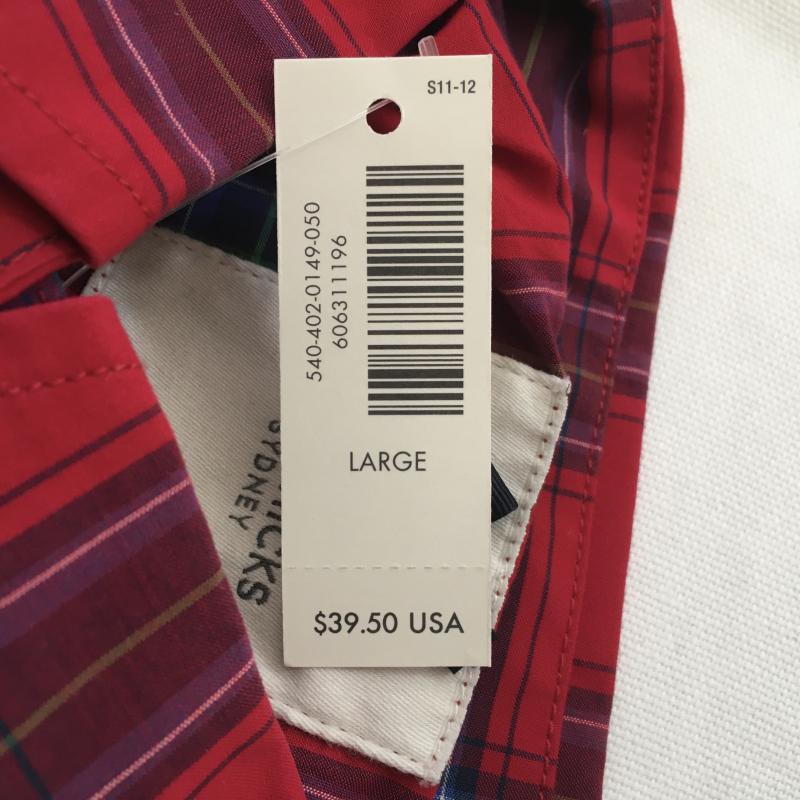 S11-12
540-402-0149-050
606311196
LARGE
$39.50 USA
SYDNEY